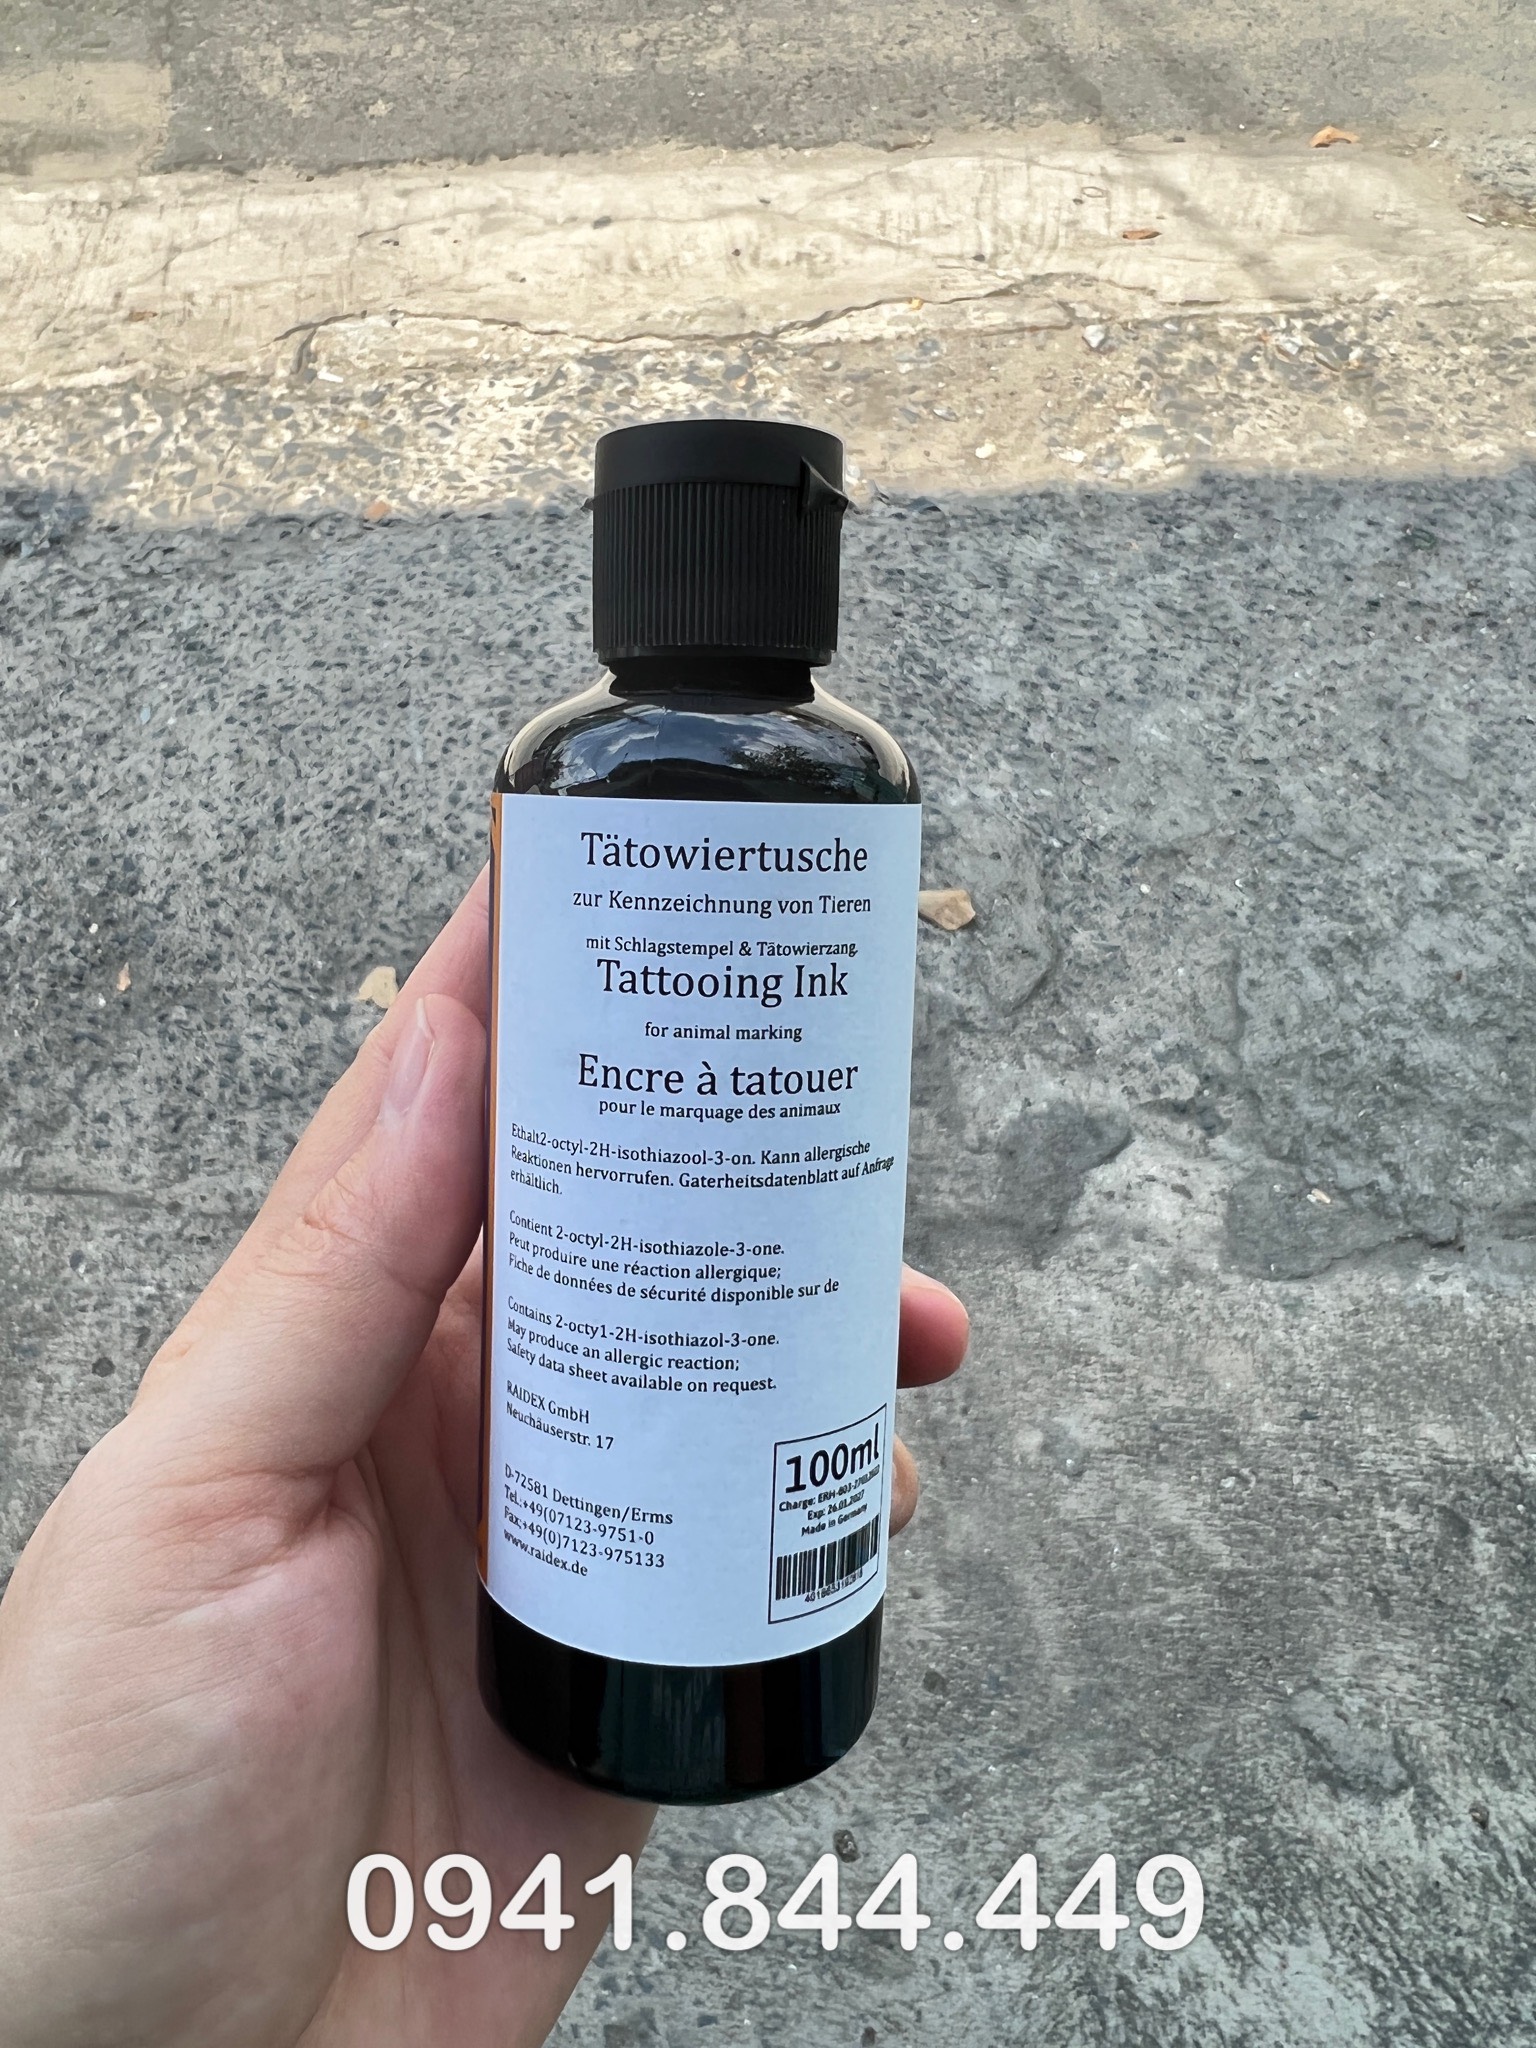 Tätowiertusche
zur Kennzeichnung von Tieren
mit Schlagstempel & Tätowierzang.
Tattooing Ink
for animal marking
Encre à tatouer
pour le marquage des animaux
Ethalt2-octyl-2H-isothiazool-3-on. Kann allergische
Reaktionen hervorrufen. Gaterheitsdatenblatt auf Anfrage
erhältlich.
Contient 2-octyl-2H-isothiazole-3-one.
Peut produire une réaction allergique;
Fiche de données de sécurité disponible sur de
Contains 2-octy1-2H-isothiazol-3-one.
May produce an allergic reaction;
Safety data sheet available on request.
RAIDEX GmbH
Neuchäuserstr. 17
D-72581 Dettingen/Erms
Tel.:+49(07123-9751-0
Fax:+49(0)7123-975133
www.raidex.de
100ml
Charge:
Exp: 26.01.2027
Made in Germany
0941.844.449